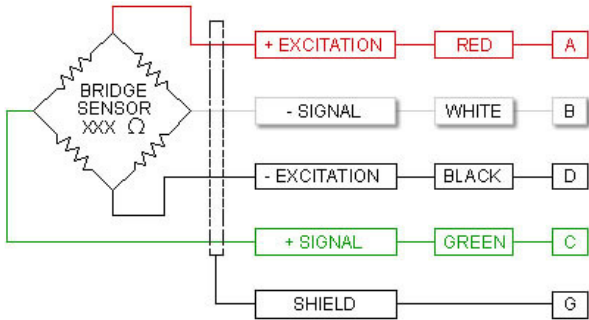 BRIDGE
SENSOR
XXX Ω
+ EXCITATION RED A
- SIGNAL WHITE B
- EXCITATION BLACK D
+ SIGNAL GREEN C
SHIELD G